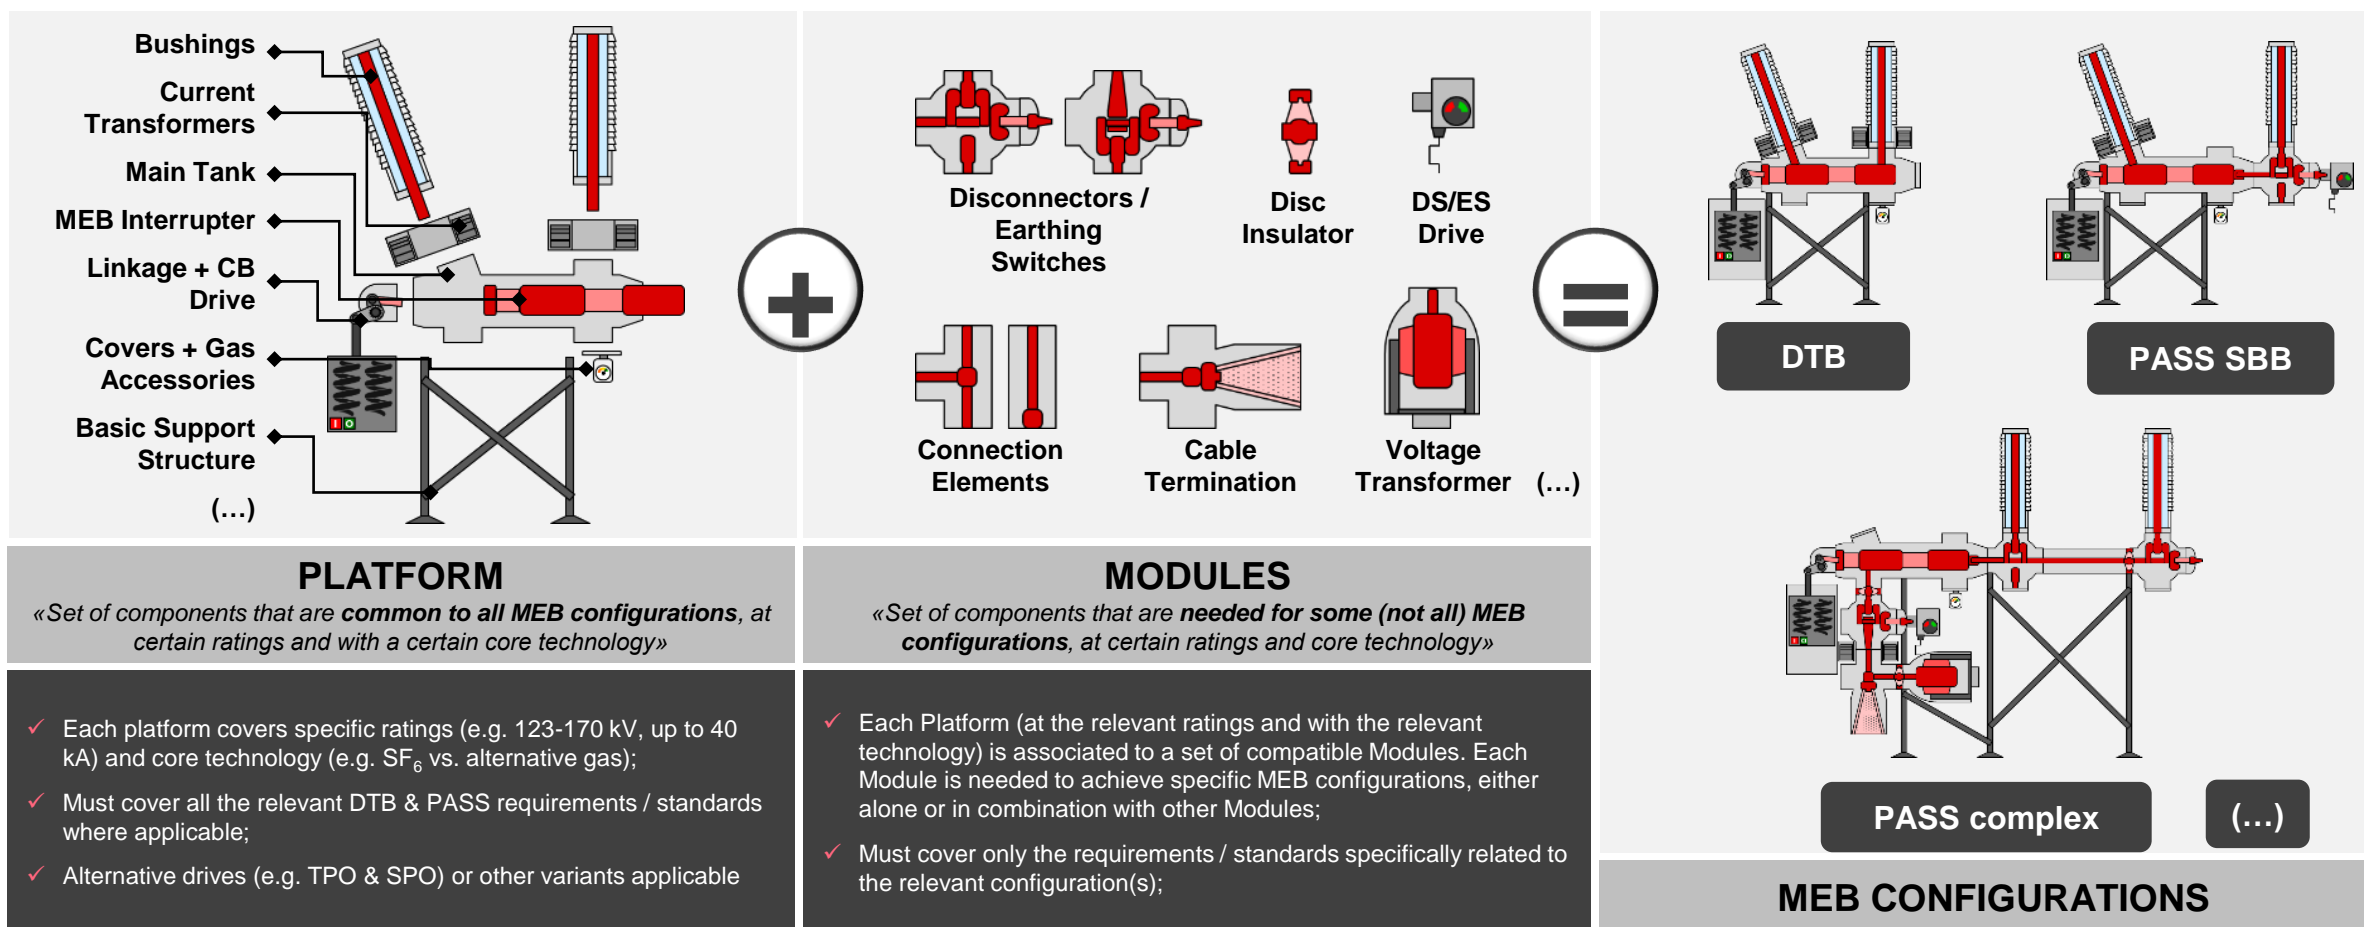 Bushings
Current
Transformers
Main Tank
MEB Interrupter
Linkage + CB
Drive
Covers + Gas
Accessories
Basic Support
Structure
(…)
PLATFORM
«Set of components that are common to all MEB configurations, at
certain ratings and with a certain core technology»
✓ Each platform covers specific ratings (e.g. 123-170 kV, up to 40
kA) and core technology (e.g. SF6 vs. alternative gas);
✓ Must cover all the relevant DTB & PASS requirements / standards
where applicable;
✓ Alternative drives (e.g. TPO & SPO) or other variants applicable
+
Disconnectors /
Earthing
Switches
Disc
Insulator
DS/ES
Drive
Connection
Elements
Cable
Termination
Voltage
Transformer
(…)
MODULES
«Set of components that are needed for some (not all) MEB
configurations, at certain ratings and core technology»
✓ Each Platform (at the relevant ratings and with the relevant
technology) is associated to a set of compatible Modules. Each
Module is needed to achieve specific MEB configurations, either
alone or in combination with other Modules;
✓ Must cover only the requirements / standards specifically related to
the relevant configuration(s);
=
DTB
PASS SBB
PASS complex
(…)
MEB CONFIGURATIONS